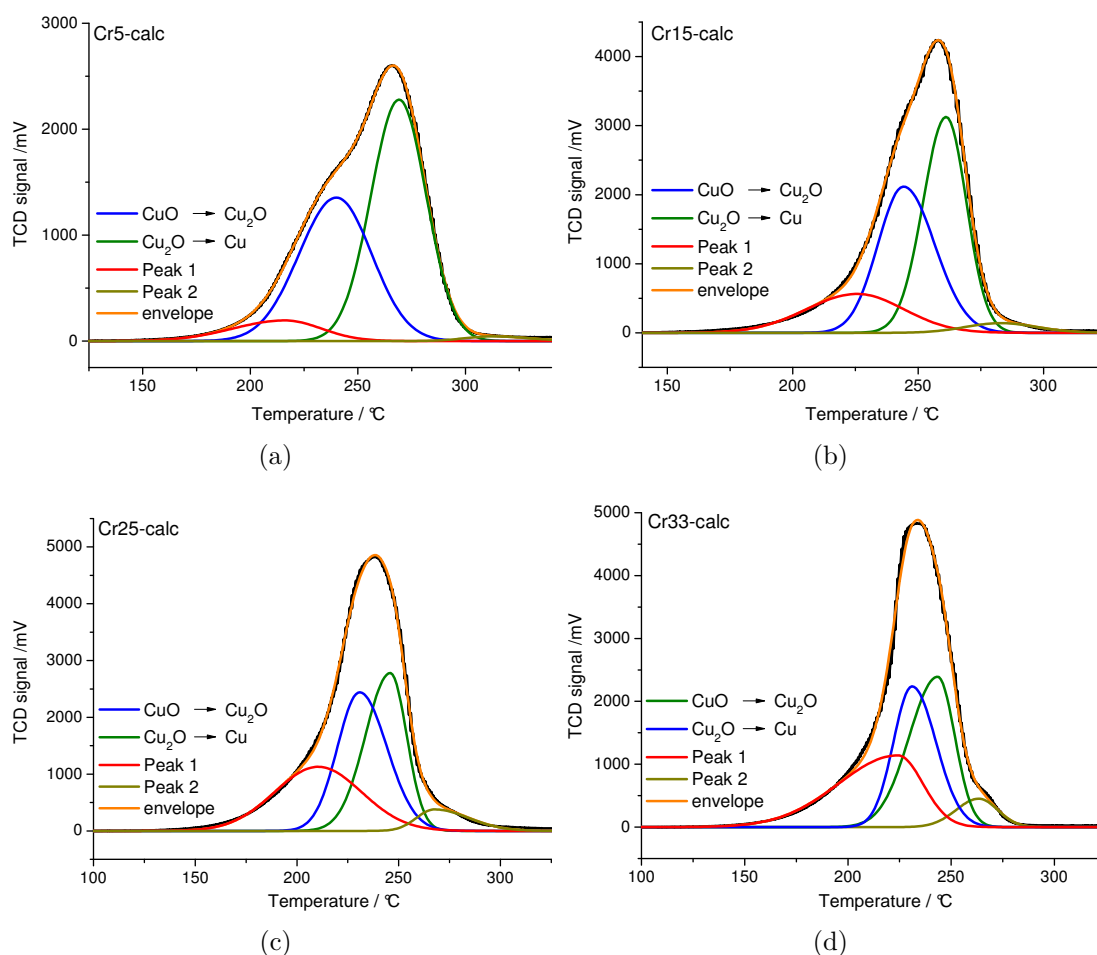 Cr5-calc
3000
2000
1000
0
TCD signal /mV
CuO → Cu₂O
Cu₂O → Cu
Peak 1
Peak 2
envelope
150 200 250 300
Temperature / °C
(a)
Cr15-calc
4000
3000
2000
1000
0
TCD signal /mV
CuO → Cu₂O
Cu₂O → Cu
Peak 1
Peak 2
envelope
150 200 250 300
Temperature / °C
(b)
Cr25-calc
5000
4000
3000
2000
1000
0
TCD signal /mV
CuO → Cu₂O
Cu₂O → Cu
Peak 1
Peak 2
envelope
100 150 200 250 300
Temperature / °C
(c)
Cr33-calc
5000
4000
3000
2000
1000
0
TCD signal /mV
CuO → Cu₂O
Cu₂O → Cu
Peak 1
Peak 2
envelope
100 150 200 250 300
Temperature / °C
(d)